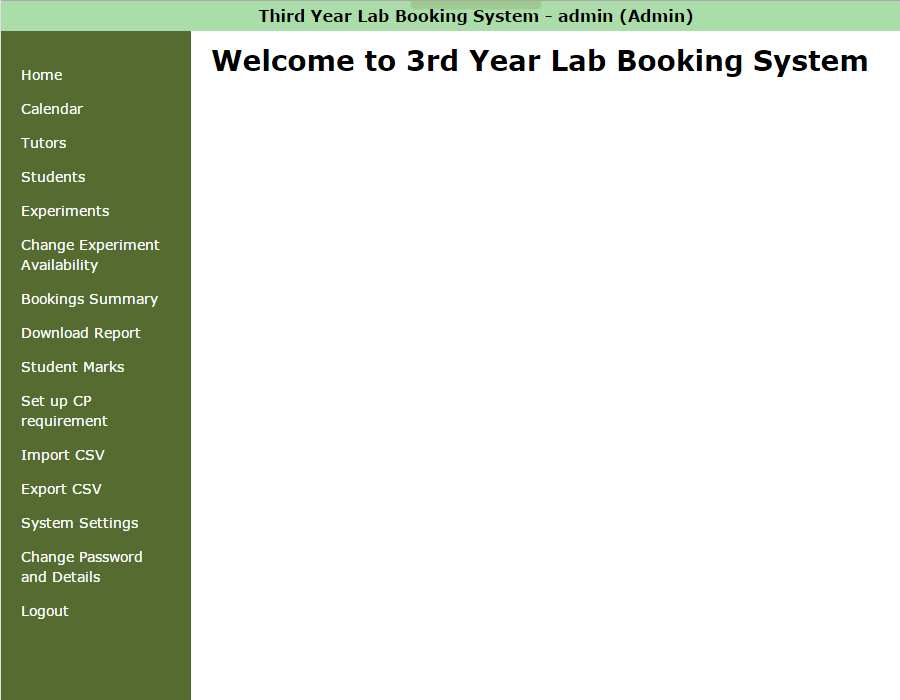 Third Year Lab Booking System - admin (Admin)
Welcome to 3rd Year Lab Booking System
Home
Calendar
Tutors
Students
Experiments
Change Experiment
Availability
Bookings Summary
Download Report
Student Marks
Set up CP
requirement
Import CSV
Export CSV
System Settings
Change Password
and Details
Logout